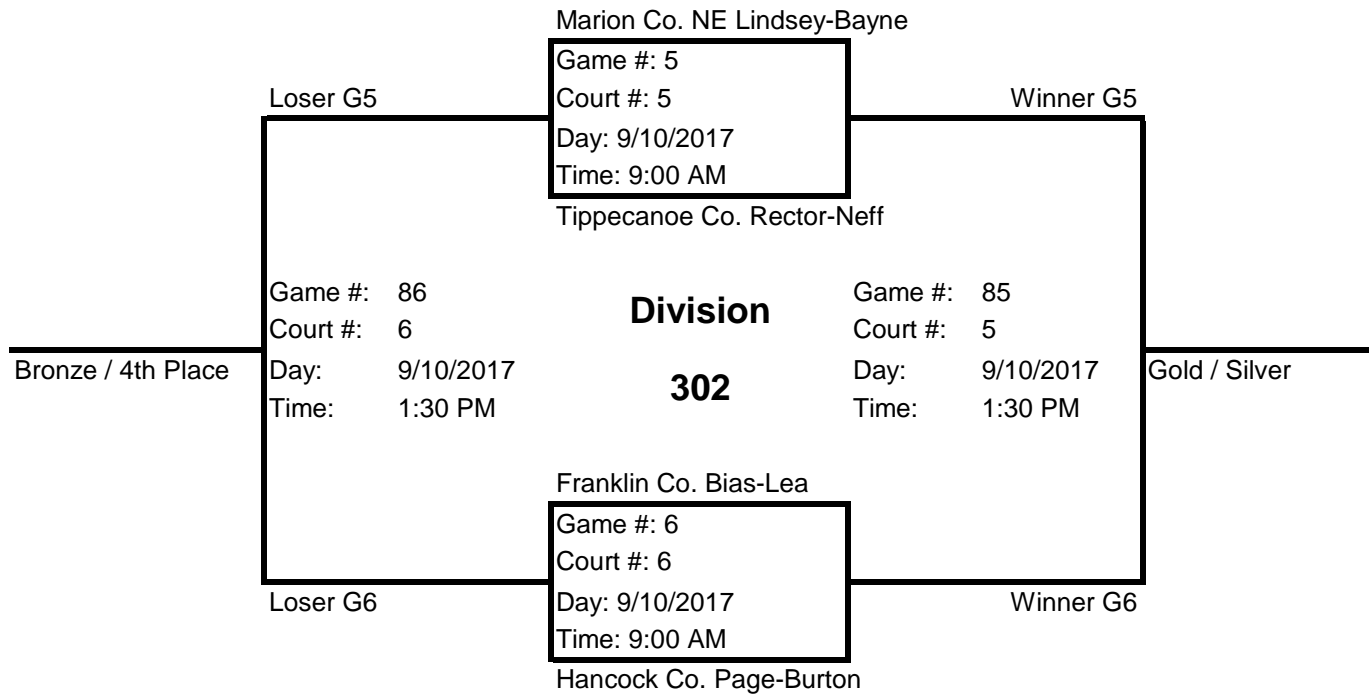 Marion Co. NE Lindsey-Bayne
Game #: 5
Loser G5 Court #: 5 Winner G5
Day: 9/10/2017
Time: 9:00 AM
Tippecanoe Co. Rector-Neff
Game #: 86 Division Game #: 85
Court #: 6 Court #: 5
Bronze / 4th Place Day: 9/10/2017 302 Day: 9/10/2017 Gold / Silver
Time: 1:30 PM Time: 1:30 PM
Franklin Co. Bias-Lea
Game #: 6
Court #: 6
Loser G6 Day: 9/10/2017 Winner G6
Time: 9:00 AM
Hancock Co. Page-Burton